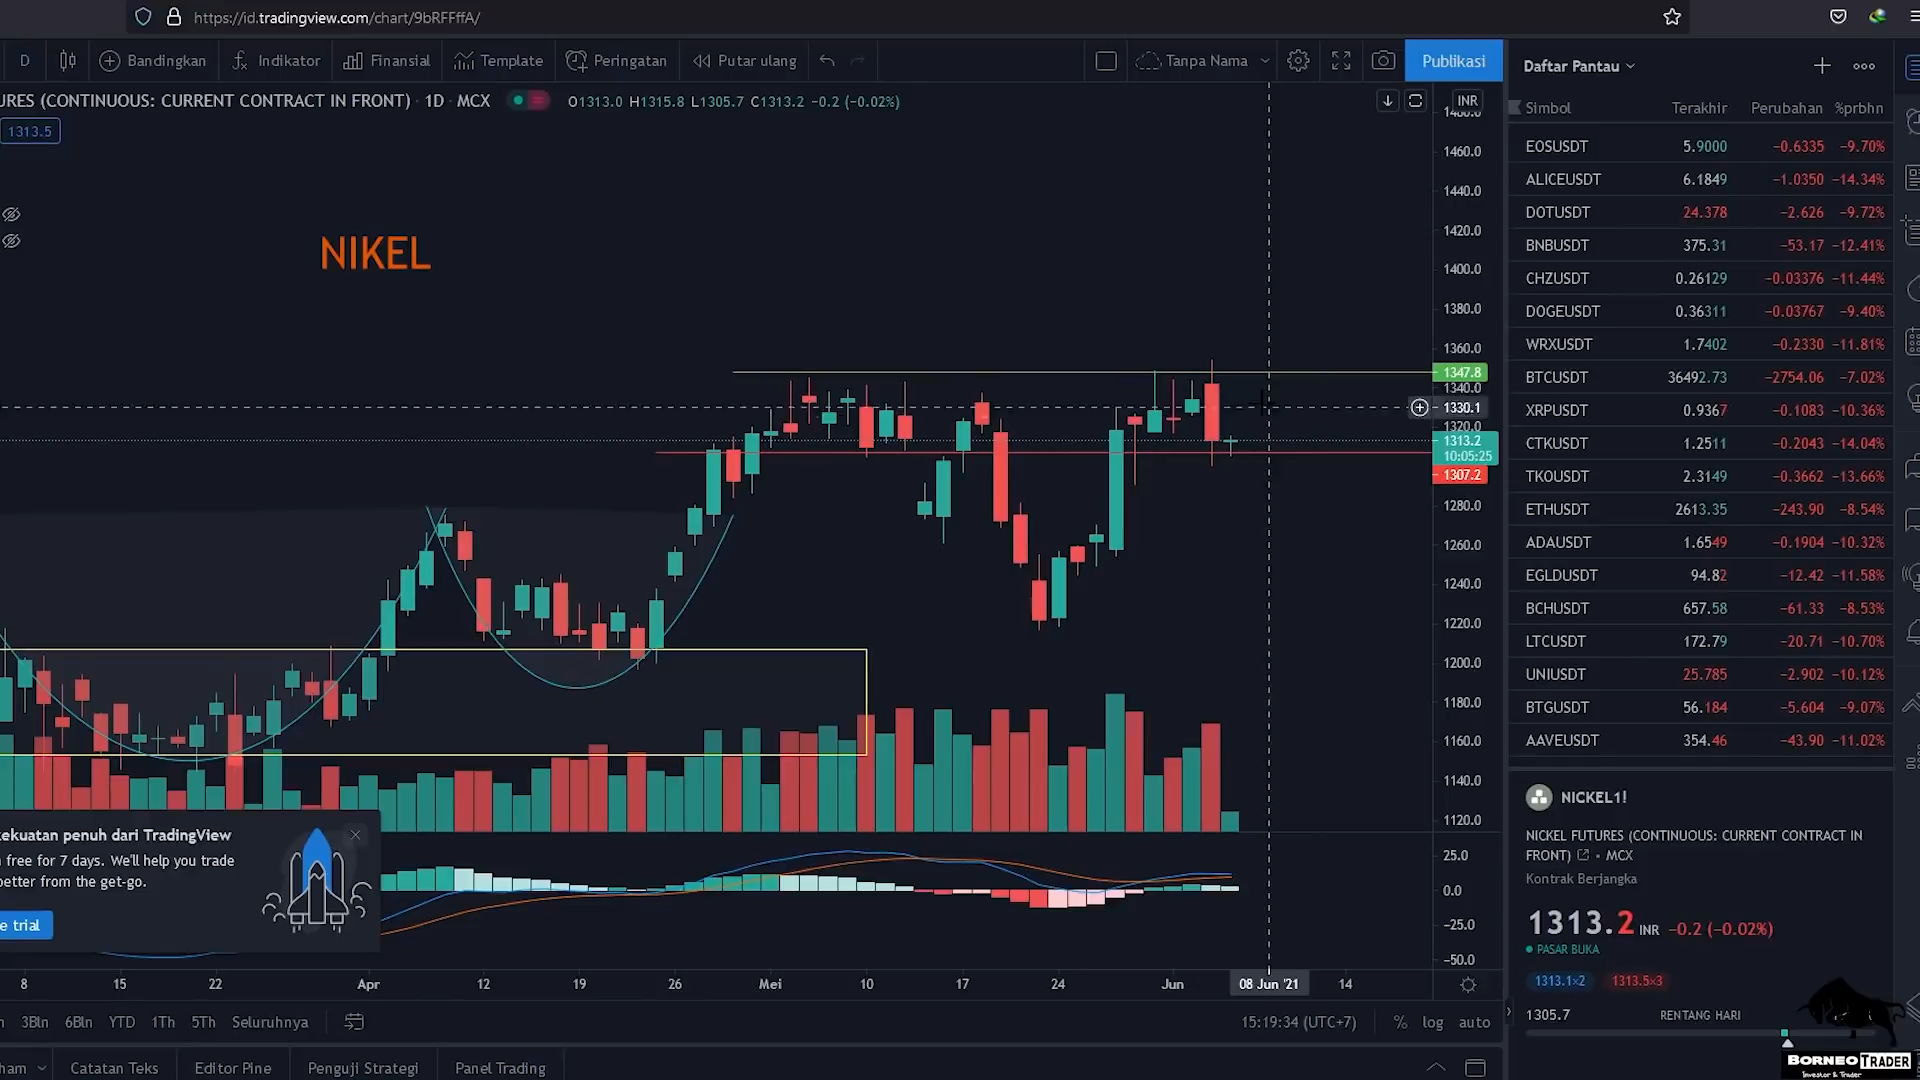 https://id.tradingview.com/chart/9bRFFffA/
D Bandingkan Indikator Finansial Template Peringatan Putar ulang Tanpa Nama Publikasi
URES (CONTINUOUS: CURRENT CONTRACT IN FRONT) · 1D · MCX O1313.0 H1315.8 L1305.7 C1313.2 −0.2 (−0.02%)
INR
1313.5
NIKEL
1460.0
1440.0
1420.0
1400.0
1380.0
1360.0
1347.8
1340.0
1330.1
1320.0
1313.2
10:05:25
1307.2
1280.0
1260.0
1240.0
1220.0
1200.0
1180.0
1160.0
1140.0
1120.0
25.0
0.0
−25.0
−50.0
ekuatan penuh dari TradingView
free for 7 days. We'll help you trade
better from the get-go.
e trial
8 15 22 Apr 12 19 26 Mei 10 17 24 Jun 08 Jun '21 14
3Bln 6Bln YTD 1Th 5Th Seluruhnya
15:19:34 (UTC+7) % log auto
ham Catatan Teks Editor Pine Penguji Strategi Panel Trading
Daftar Pantau
Simbol Terakhir Perubahan %prbhn
EOSUSDT 5.9000 −0.6335 −9.70%
ALICEUSDT 6.1849 −1.0350 −14.34%
DOTUSDT 24.378 −2.626 −9.72%
BNBUSDT 375.31 −53.17 −12.41%
CHZUSDT 0.26129 −0.03376 −11.44%
DOGEUSDT 0.36311 −0.03767 −9.40%
WRXUSDT 1.7402 −0.2330 −11.81%
BTCUSDT 36492.73 −2754.06 −7.02%
XRPUSDT 0.9367 −0.1083 −10.36%
CTKUSDT 1.2511 −0.2043 −14.04%
TKOUSDT 2.3149 −0.3662 −13.66%
ETHUSDT 2613.35 −243.90 −8.54%
ADAUSDT 1.6549 −0.1904 −10.32%
EGLDUSDT 94.82 −12.42 −11.58%
BCHUSDT 657.58 −61.33 −8.53%
LTCUSDT 172.79 −20.71 −10.70%
UNIUSDT 25.785 −2.902 −10.12%
BTGUSDT 56.184 −5.604 −9.07%
AAVEUSDT 354.46 −43.90 −11.02%
NICKEL1!
NICKEL FUTURES (CONTINUOUS: CURRENT CONTRACT IN
FRONT) • MCX
Kontrak Berjangka
1313.2 INR −0.2 (−0.02%)
PASAR BUKA
1313.1×2 1313.5×3
1305.7 RENTANG HARI
BORNEO TRADER
Investor & Trader